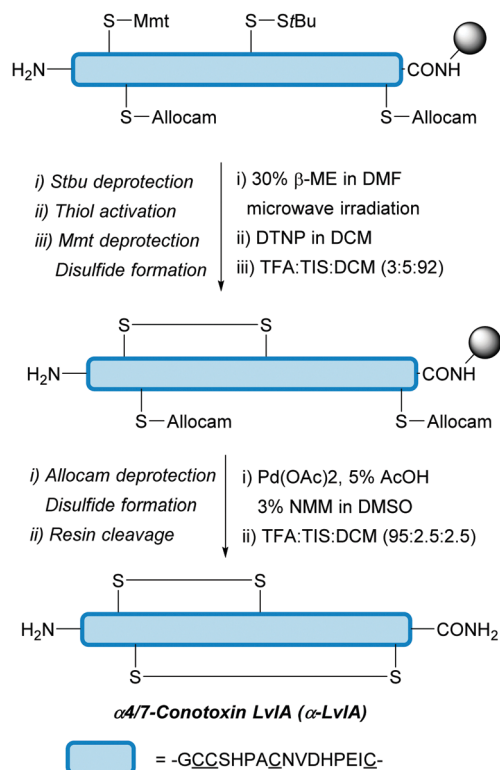 S—Mmt S—StBu
H₂N— CONH
S—Allocam S—Allocam
i) Stbu deprotection i) 30% β-ME in DMF
ii) Thiol activation microwave irradiation
iii) Mmt deprotection ii) DTNP in DCM
Disulfide formation iii) TFA:TIS:DCM (3:5:92)
S S
H₂N— CONH
S—Allocam S—Allocam
i) Allocam deprotection i) Pd(OAc)2, 5% AcOH
Disulfide formation 3% NMM in DMSO
ii) Resin cleavage ii) TFA:TIS:DCM (95:2.5:2.5)
S S
H₂N— —CONH₂
S S
α4/7-Conotoxin LvIA (α-LvIA)
= -GCCSHPACNVDHPEIC-